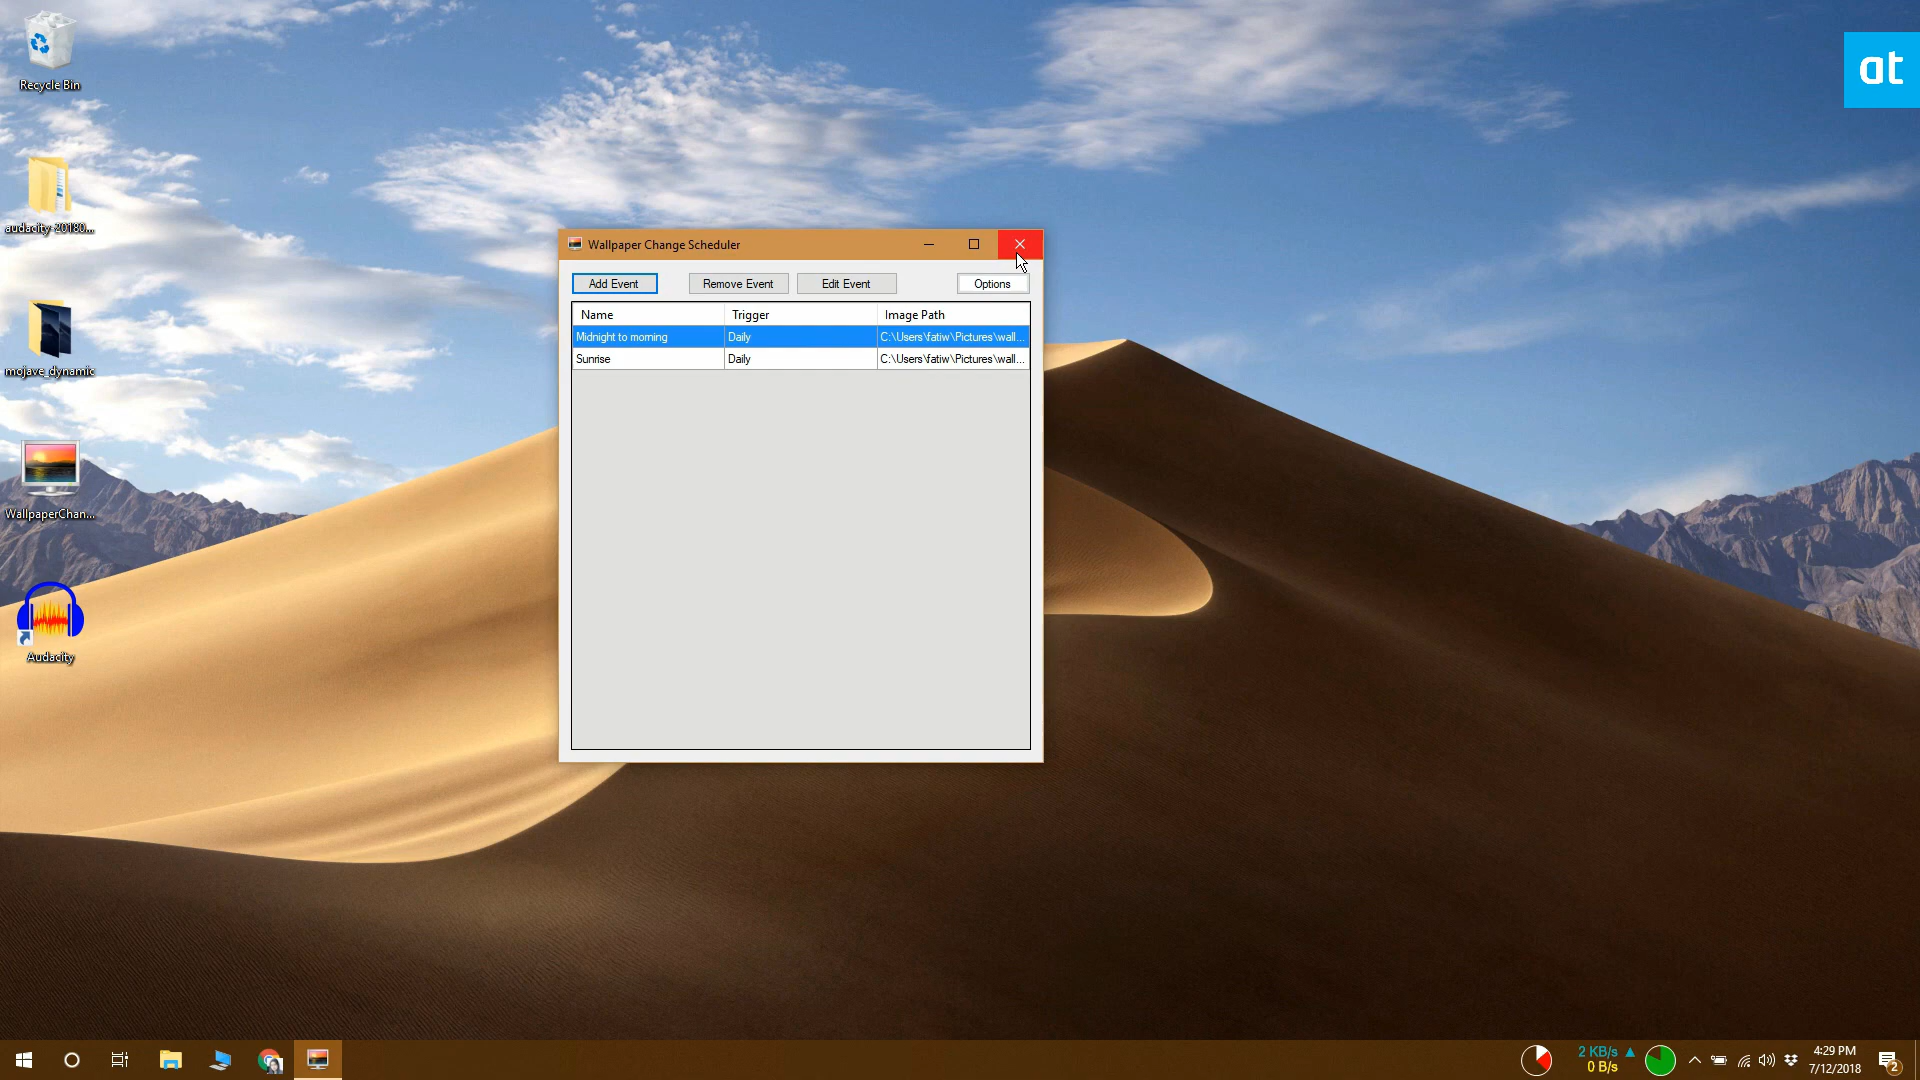 Recycle Bin
at
audacity-20180...
mojave_dynamic
WallpaperChan...
Audacity
Wallpaper Change Scheduler
Add Event
Remove Event
Edit Event
Options
Name Trigger Image Path
Midnight to morning Daily C:\Users\fatiw\Pictures\wall...
Sunrise Daily C:\Users\fatiw\Pictures\wall...
2 KB/s
0 B/s
4:29 PM
7/12/2018
2